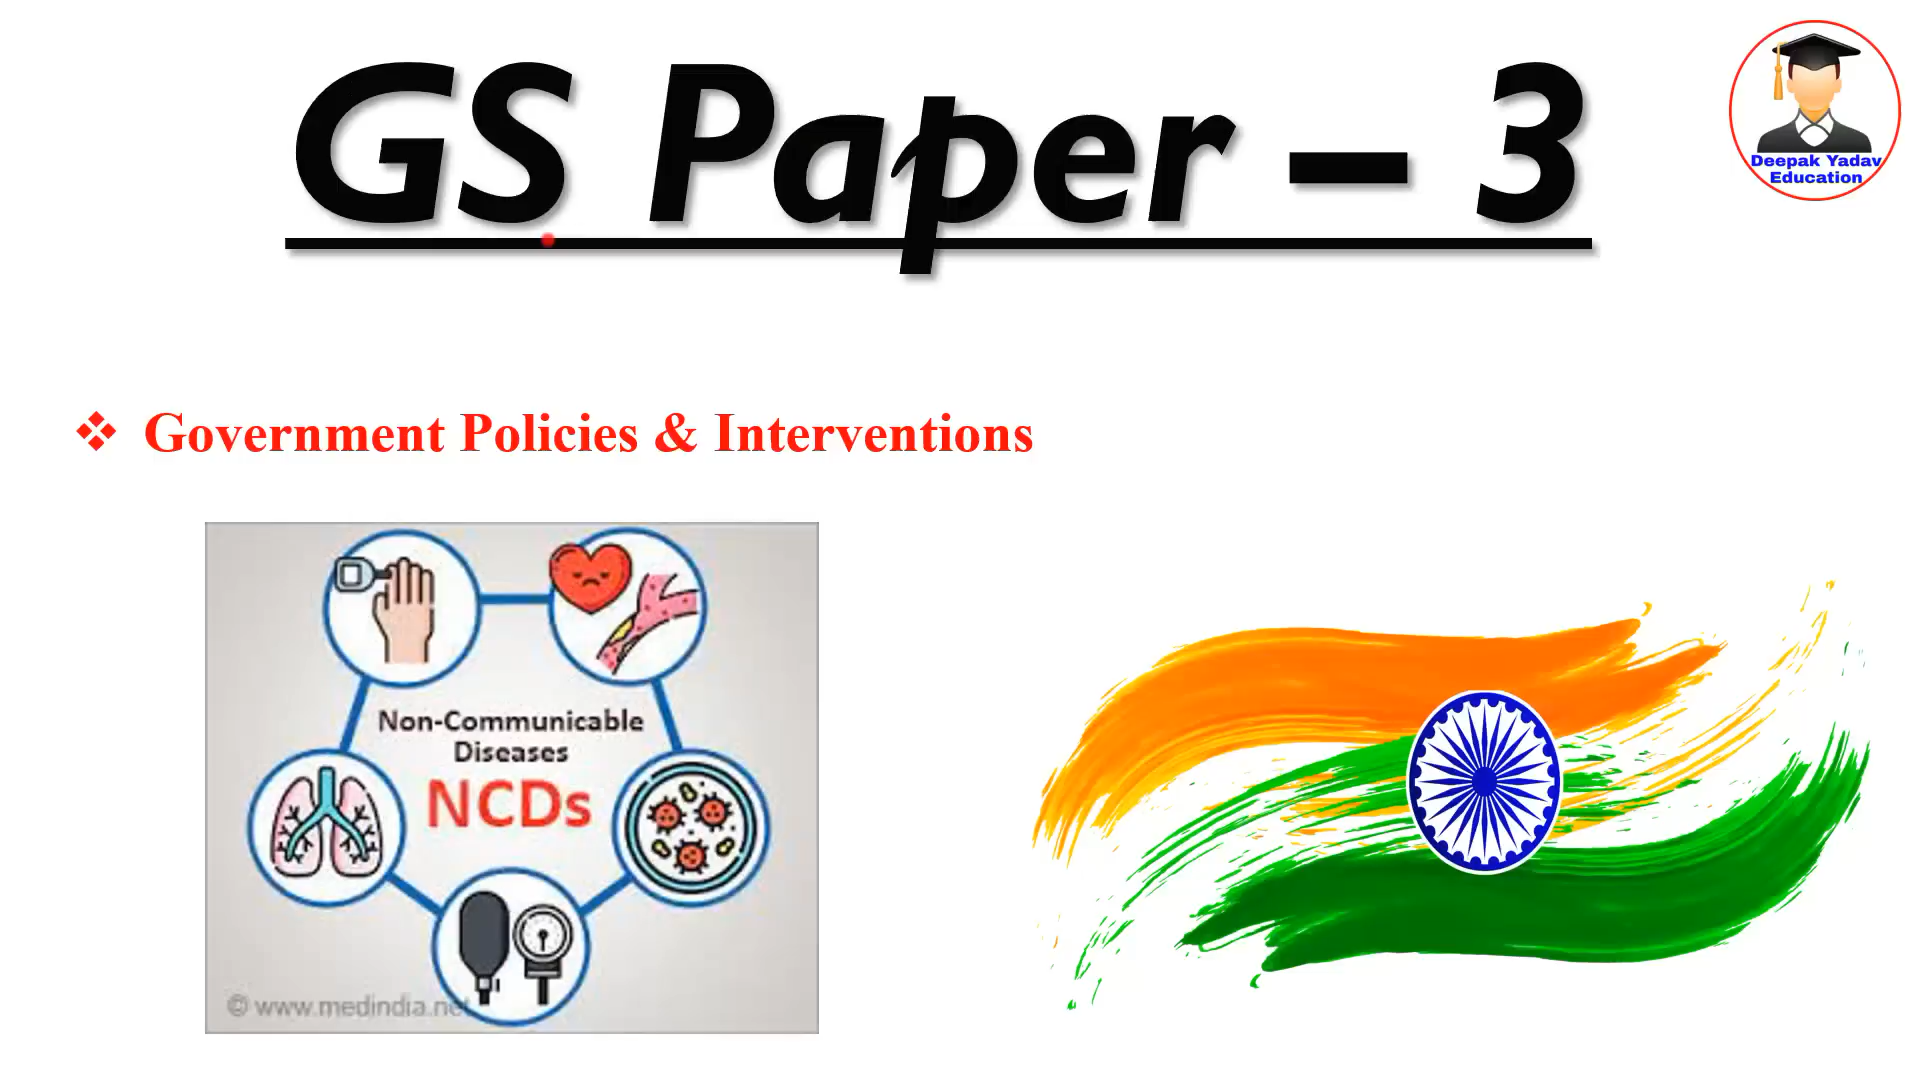 GS Paper – 3
Deepak Yadav
Education
❖ Government Policies & Interventions
Non-Communicable
Diseases
NCDs
© www.medindia.net